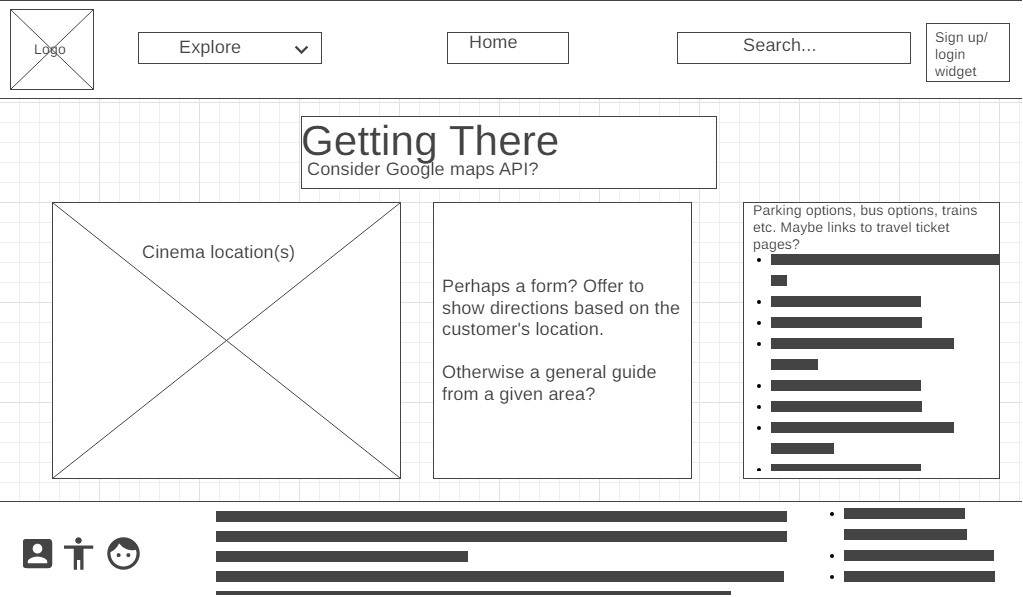 Logo
Explore
Home
Search...
Sign up/
login
widget
Getting There
Consider Google maps API?
Cinema location(s)
Perhaps a form? Offer to
show directions based on the
customer's location.
Otherwise a general guide
from a given area?
Parking options, bus options, trains
etc. Maybe links to travel ticket
pages?